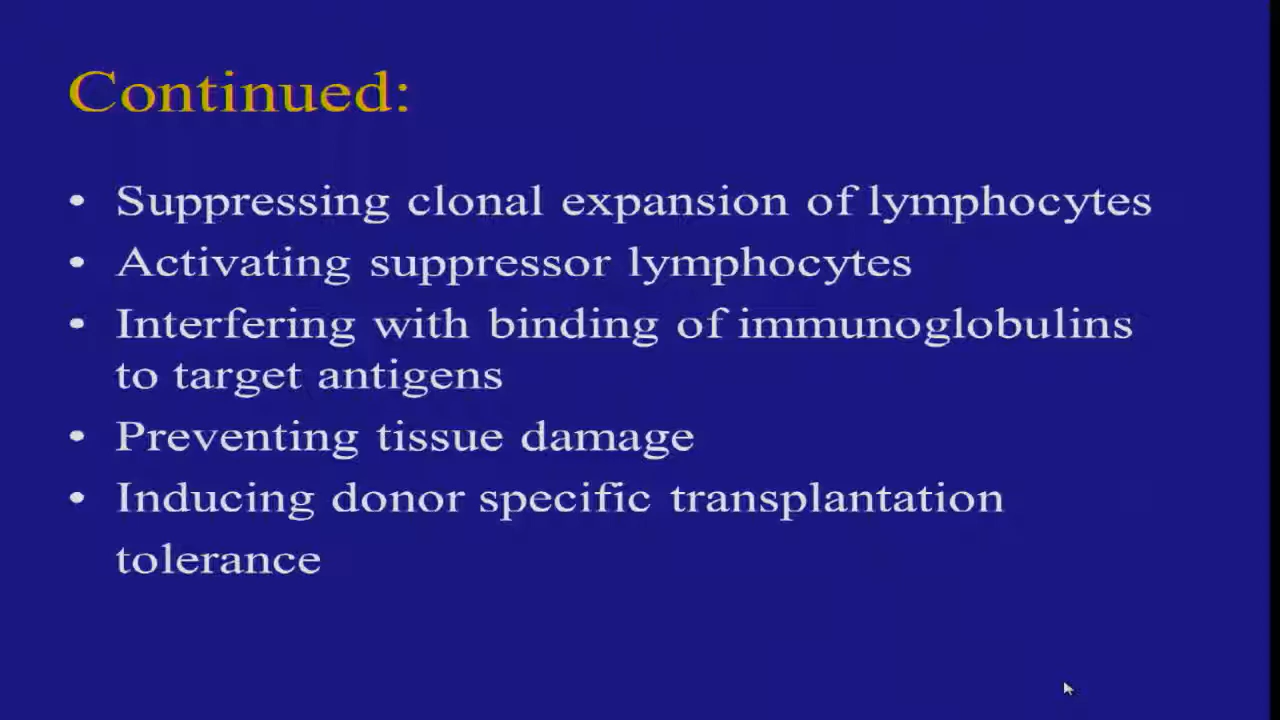 Continued:
• Suppressing clonal expansion of lymphocytes
• Activating suppressor lymphocytes
• Interfering with binding of immunoglobulins
to target antigens
• Preventing tissue damage
• Inducing donor specific transplantation
tolerance